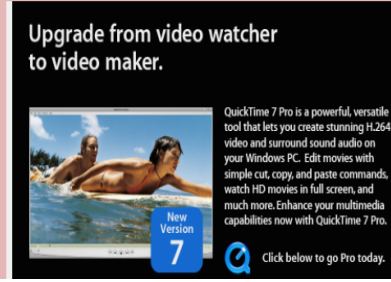 Upgrade from video watcher
to video maker.
QuickTime 7 Pro is a powerful, versatile
tool that lets you create stunning H.264
video and surround sound audio on
your Windows PC. Edit movies with
simple cut, copy, and paste commands,
watch HD movies in full screen, and
much more. Enhance your multimedia
capabilities now with QuickTime 7 Pro.
New
Version
7
Click below to go Pro today.